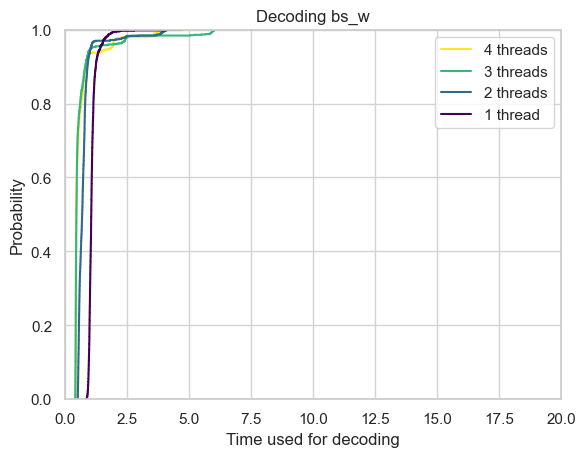 Decoding bs_w
1.0
0.8
0.6
0.4
0.2
0.0
Probability
4 threads
3 threads
2 threads
1 thread
0.0 2.5 5.0 7.5 10.0 12.5 15.0 17.5 20.0
Time used for decoding